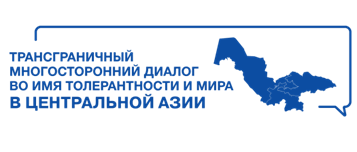 ТРАНСГРАНИЧНЫЙ
МНОГОСТОРОННИЙ ДИАЛОГ
ВО ИМЯ ТОЛЕРАНТНОСТИ И МИРА
В ЦЕНТРАЛЬНОЙ АЗИИ